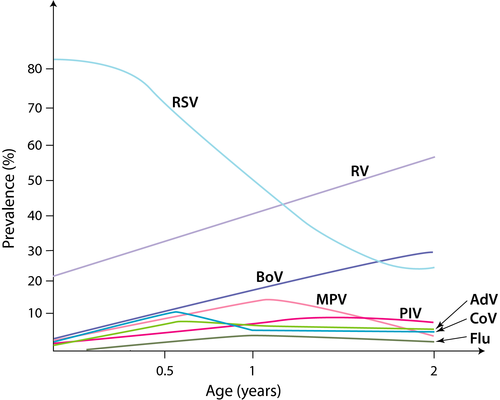 80
70
60
50
40
30
20
10
Prevalence (%)
RSV
RV
BoV
MPV
PIV
AdV
CoV
Flu
0.5
1
2
Age (years)